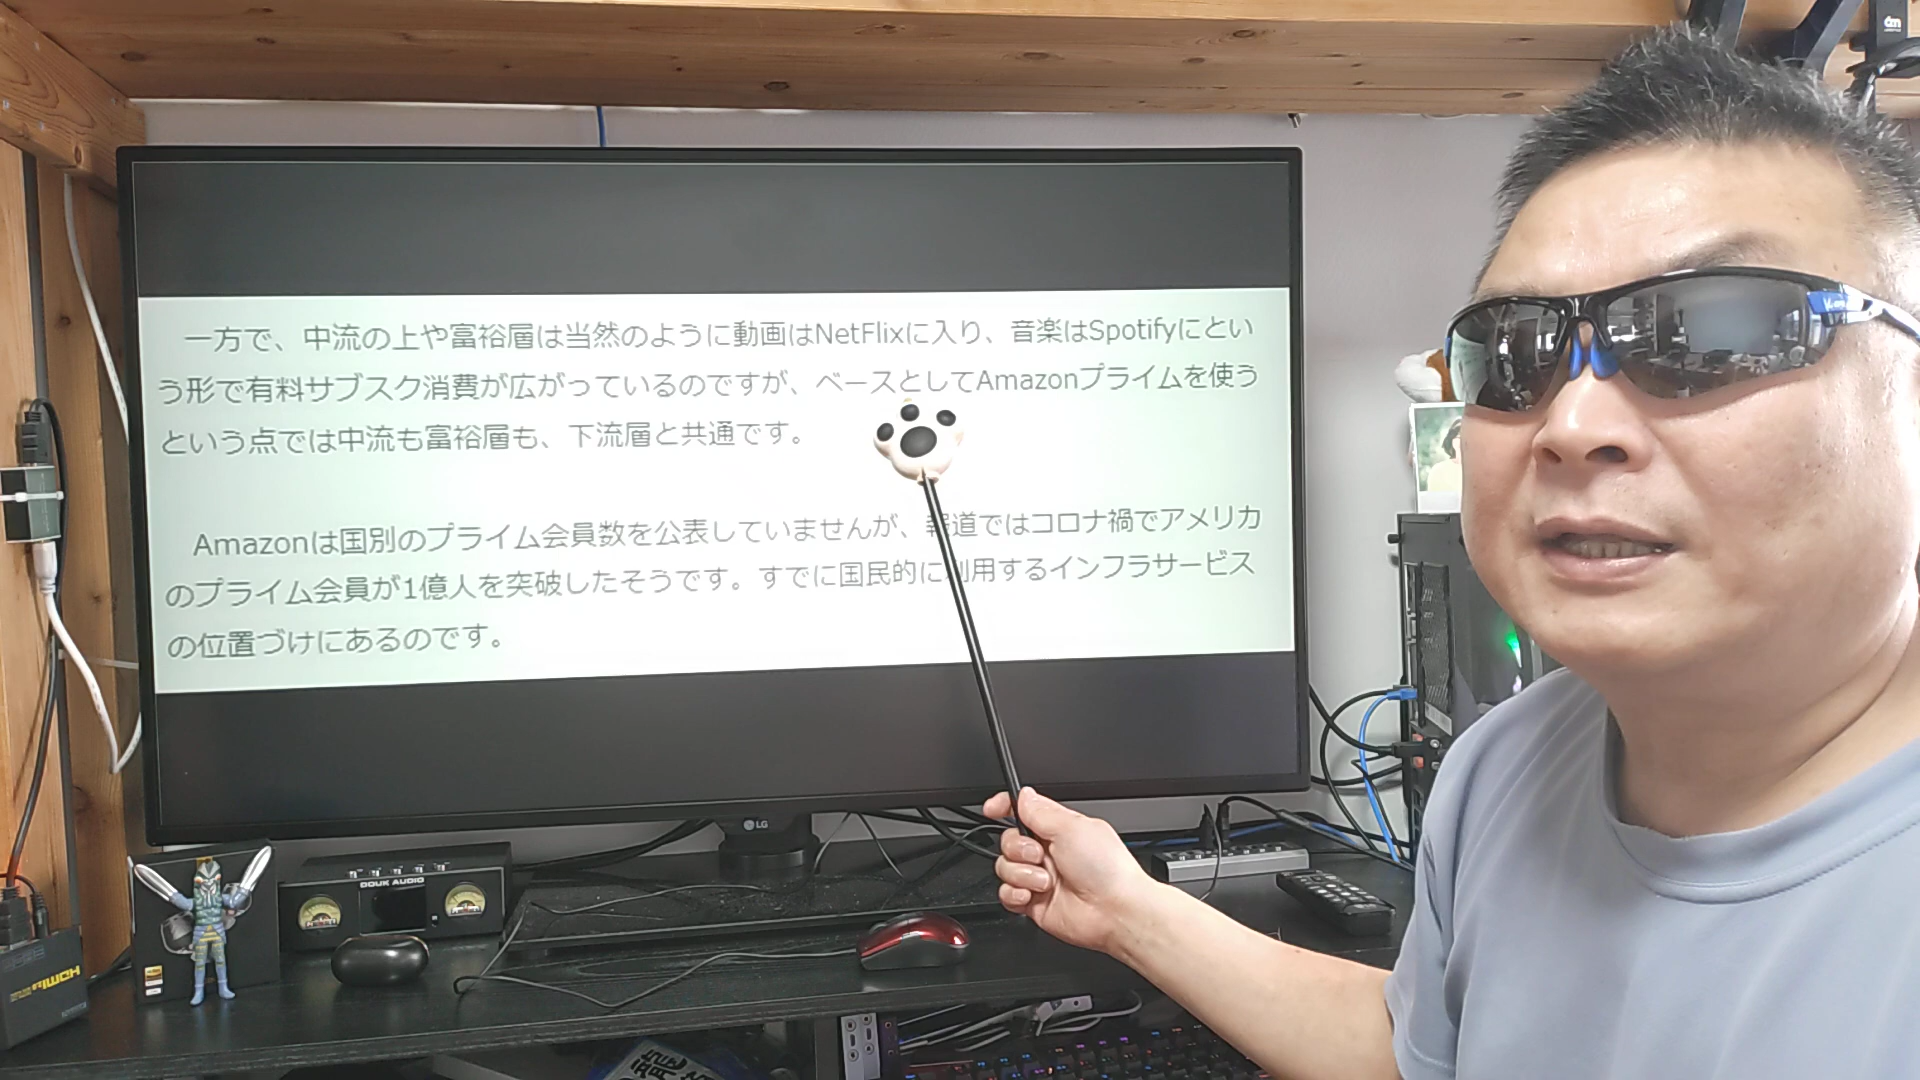 一方で、中流の上や富裕層は当然のように動画はNetFlixに入り、音楽はSpotifyにとい
う形で有料サブスク消費が広がっているのですが、ベースとしてAmazonプライムを使う
という点では中流も富裕層も、下流層と共通です。
Amazonは国別のプライム会員数を公表していませんが、報道ではコロナ禍でアメリカ
のプライム会員が1億人を突破したそうです。すでに国民的に利用するインフラサービス
の位置づけにあるのです。
LG
DOUK AUDIO
HDMI